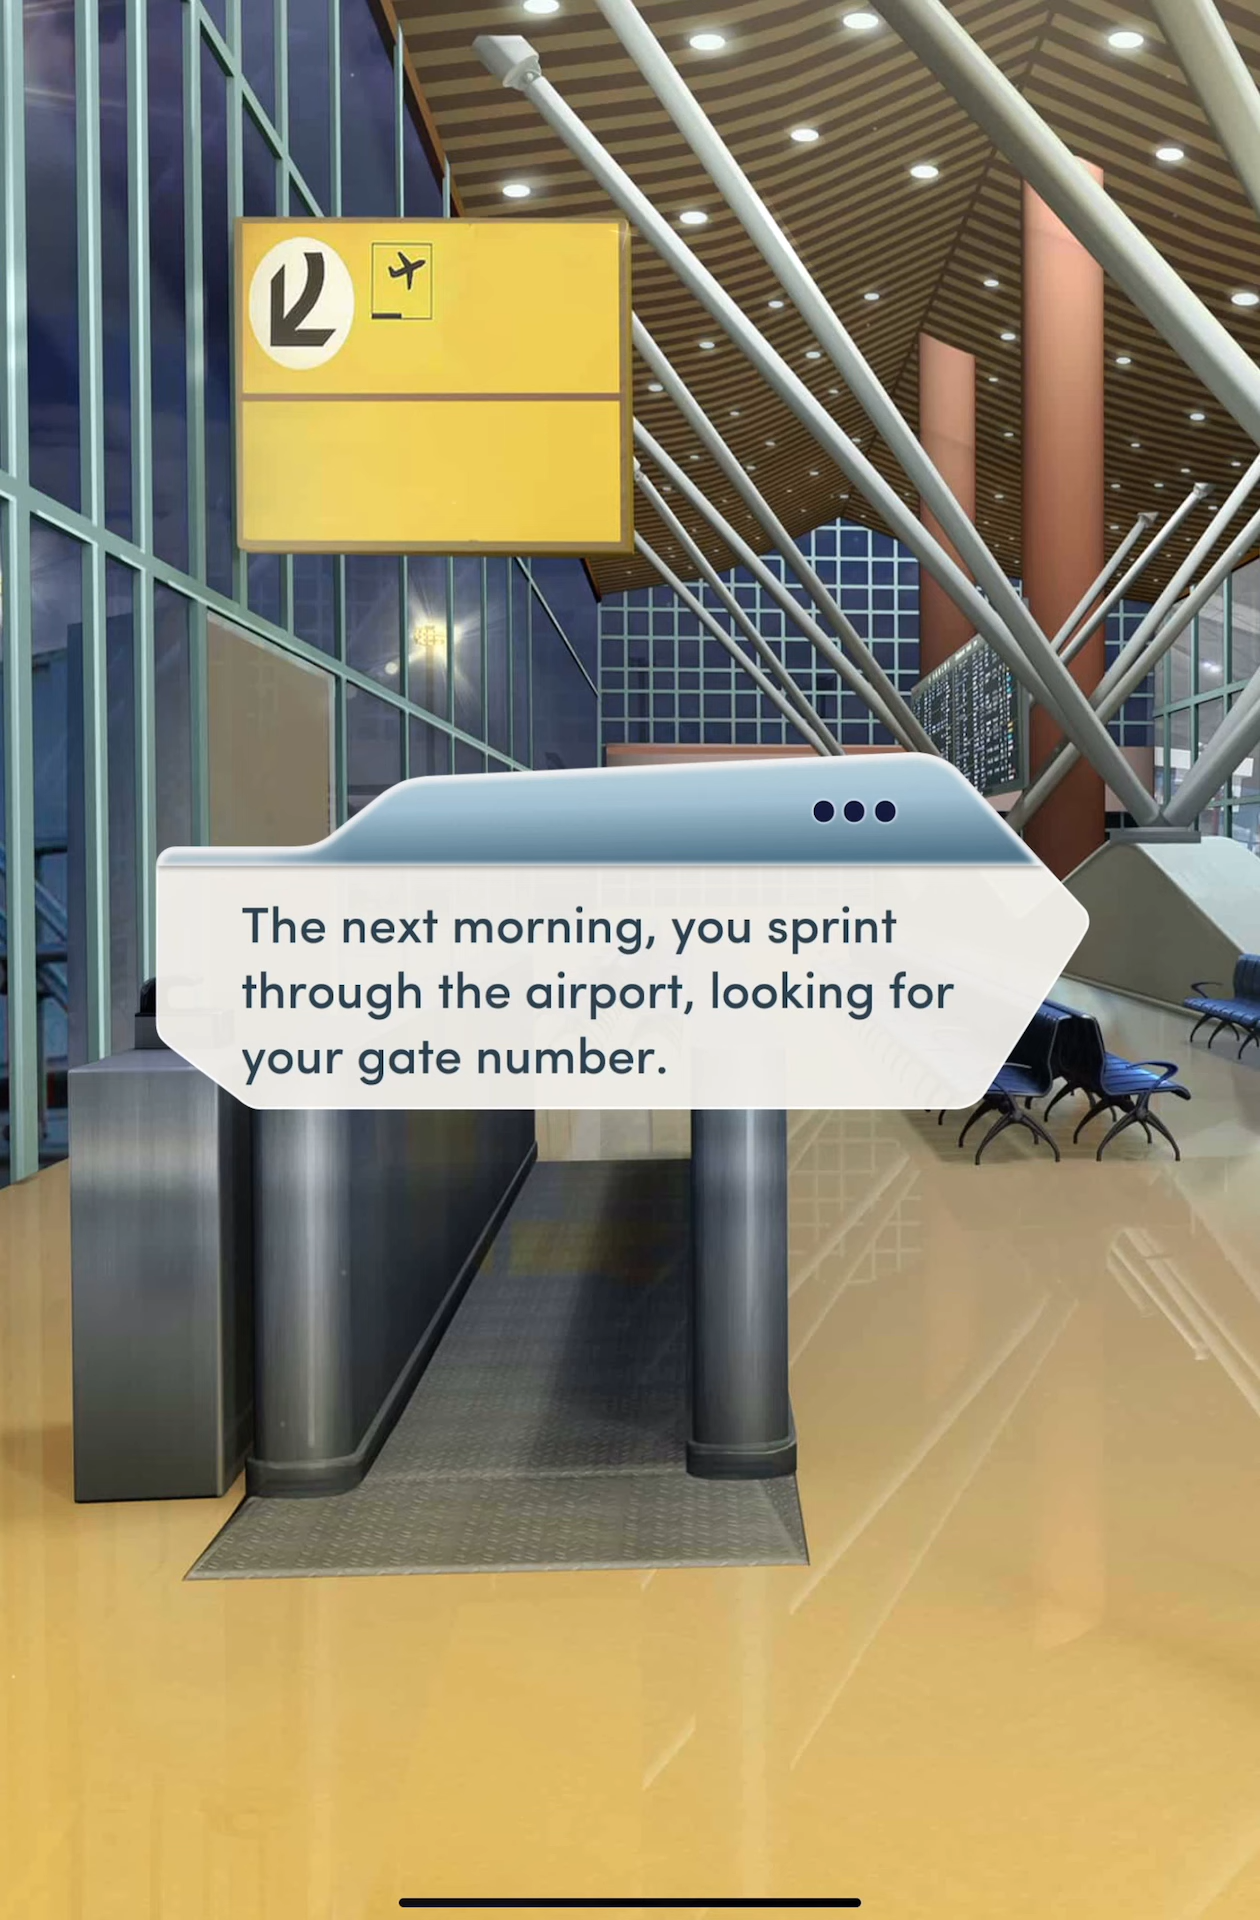 The next morning, you sprint
through the airport, looking for
your gate number.